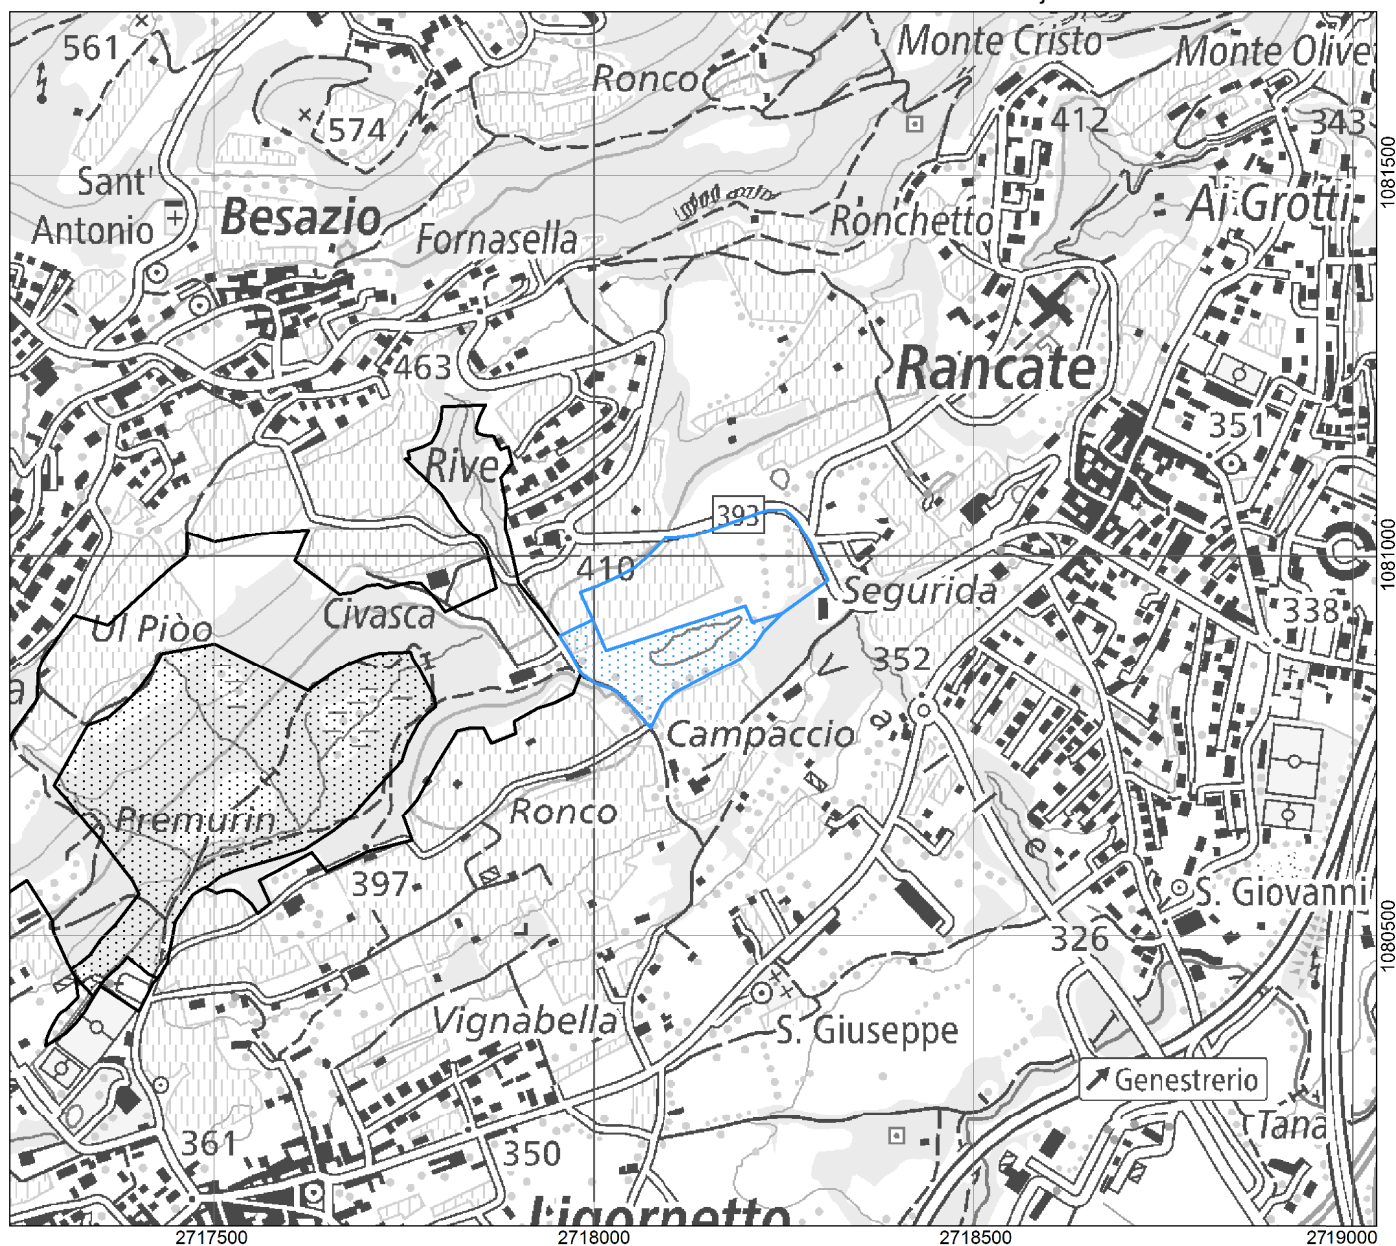 Monte Cristo
Monte Olive
561
Ronco
574
412
343
1081500
Sant'
Antonio
Besazio
Fornasella
Ronchetto
Ai Grotti
463
Rancate
351
Rive
393
1081000
410
Civasca
Segurida
338
Ul Piòo
a
352
V
a
Campaccio
Premurin
Ronco
e
397
S. Giovanni
326
1080500
Vignabella
S. Giuseppe
Genestrerio
Tana
361
350
Ligornetto
2717500
2718000
2718500
2719000